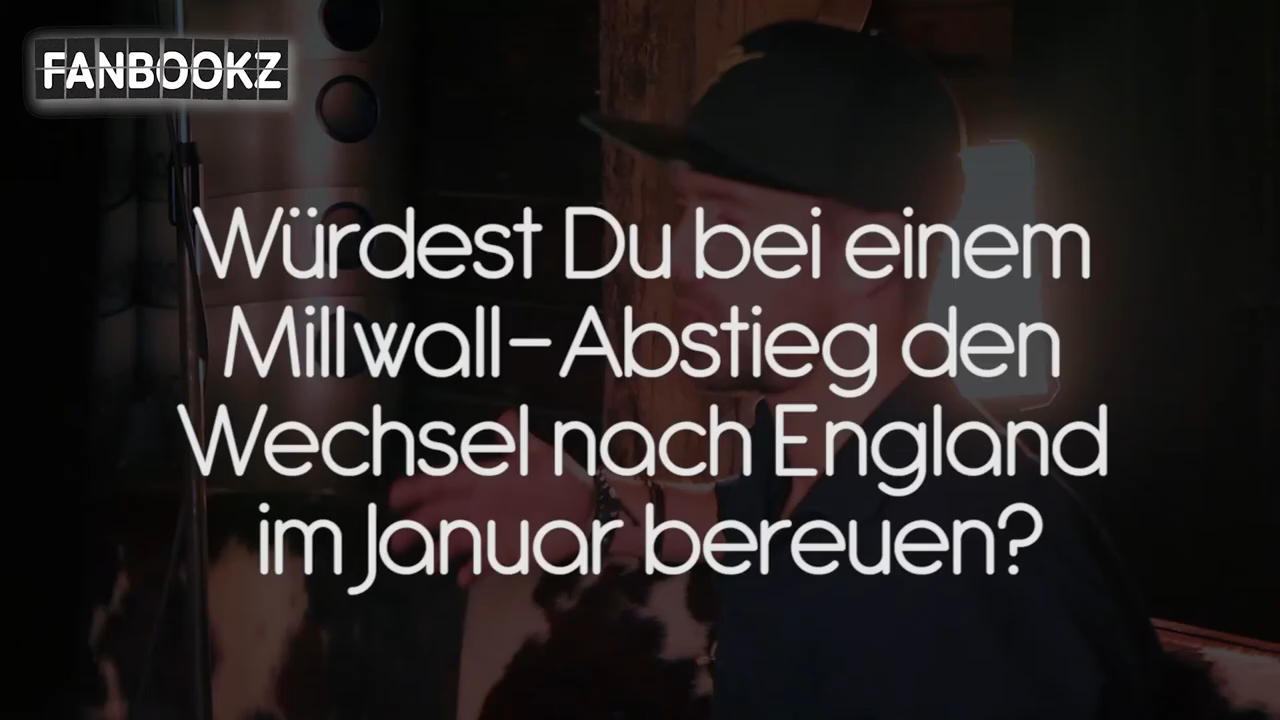 FANBOOKZ
Würdest Du bei einem
Millwall-Abstieg den
Wechsel nach England
im Januar bereuen?